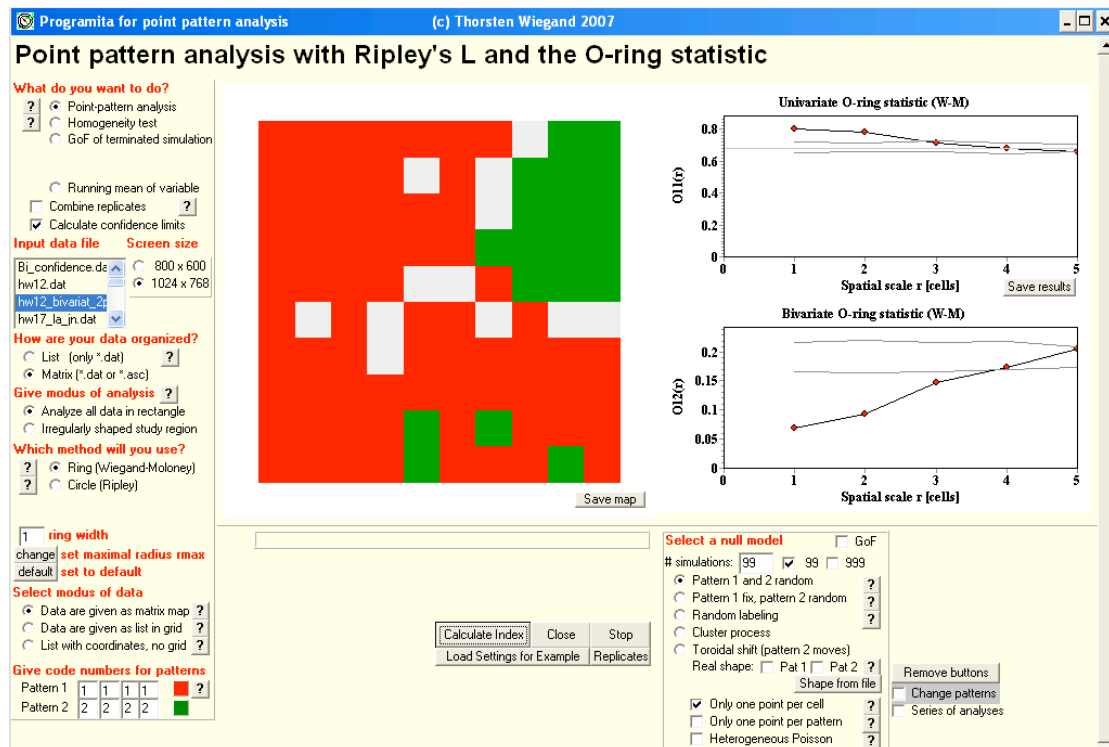 Programita for point pattern analysis (c) Thorsten Wiegand 2007
Point pattern analysis with Ripley's L and the O-ring statistic
What do you want to do?
? Point-pattern analysis
? Homogeneity test
GoF of terminated simulation
Running mean of variable
Combine replicates ?
Calculate confidence limits
Input data file Screen size
Bi_confidence.da
hw12.dat
hw12_bivariat_2p
hw17_la_jn.dat
800 x 600
1024 x 768
How are your data organized?
List (only *.dat) ?
Matrix (*.dat or *.asc)
Give modus of analysis ?
Analyze all data in rectangle
Irregularly shaped study region
Which method will you use?
? Ring (Wiegand-Moloney)
? Circle (Ripley)
1 ring width
change set maximal radius rmax
default set to default
Select modus of data
Data are given as matrix map ?
Data are given as list in grid ?
List with coordinates, no grid ?
Give code numbers for patterns
Pattern 1 1 1 1 1 ?
Pattern 2 2 2 2 2
Save map
Univariate O-ring statistic (W-M)
O11(r)
0.8
0.6
0.4
0.2
0
0 1 2 3 4 5
Spatial scale r [cells]
Save results
Bivariate O-ring statistic (W-M)
O12(r)
0.2
0.15
0.1
0.05
0
0 1 2 3 4 5
Spatial scale r [cells]
Calculate Index Close Stop
Load Settings for Example Replicates
Select a null model GoF
# simulations: 99 99 999
Pattern 1 and 2 random ?
Pattern 1 fix, pattern 2 random ?
Random labeling ?
Cluster process
Toroidal shift (pattern 2 moves)
Real shape: Pat 1 Pat 2 ?
Shape from file
Only one point per cell ?
Only one point per pattern ?
Heterogeneous Poisson ?
Remove buttons
Change patterns
Series of analyses